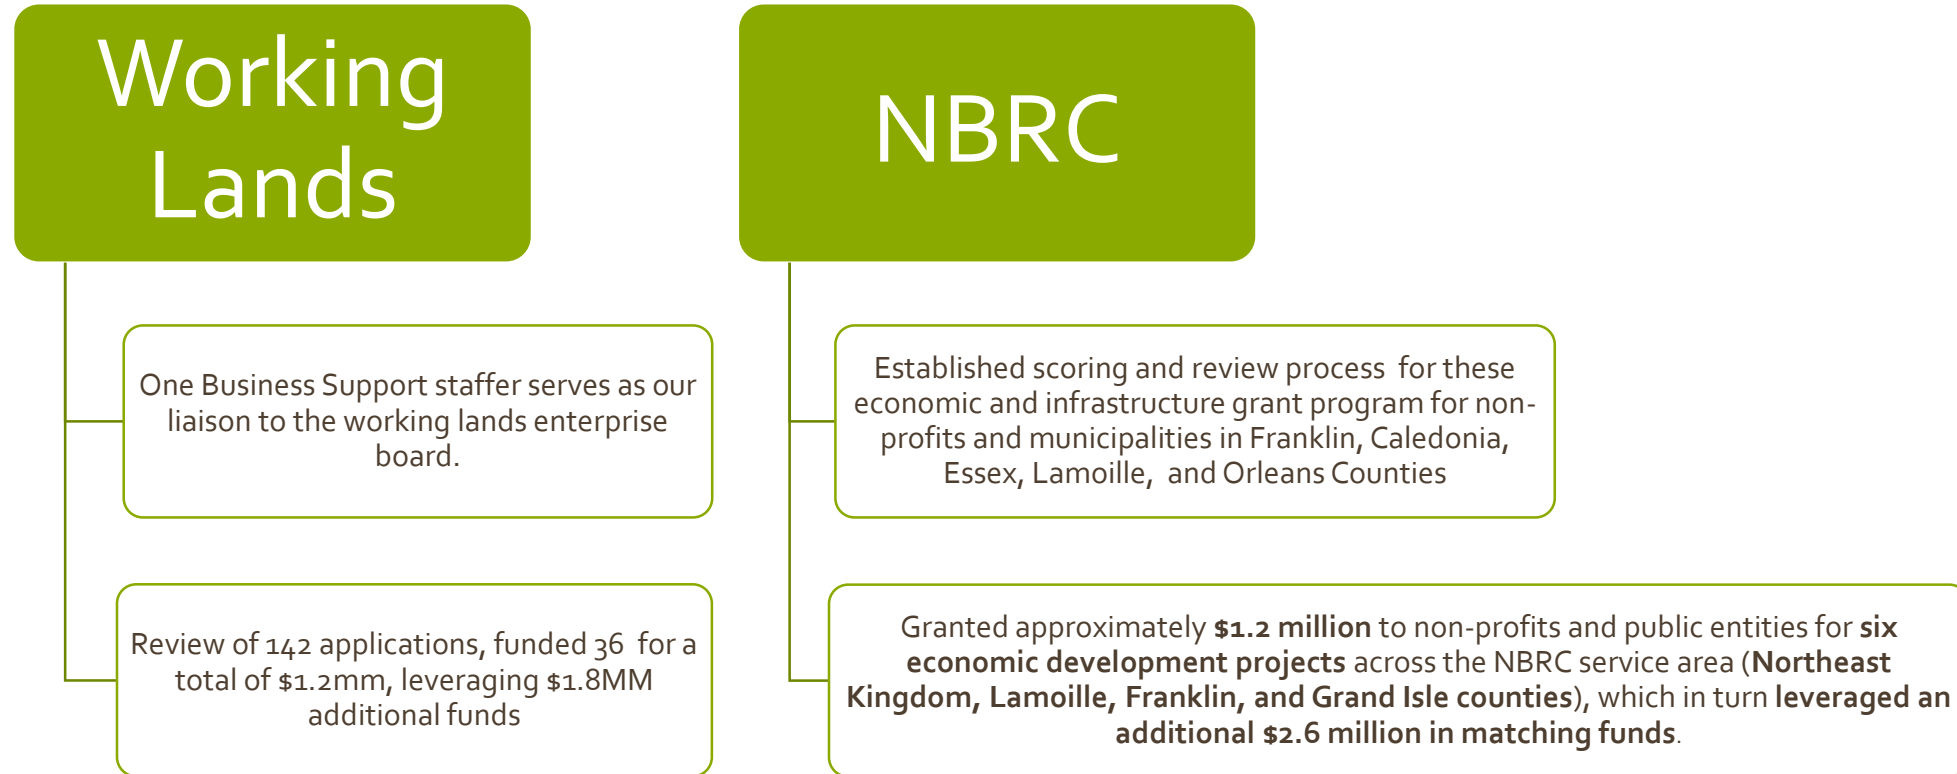 Working
Lands
One Business Support staffer serves as our
liaison to the working lands enterprise
board.
Review of 142 applications, funded 36  for a
total of $1.2mm, leveraging $1.8MM
additional funds
NBRC
Established scoring and review process  for these
economic and infrastructure grant program for non-
profits and municipalities in Franklin, Caledonia,
Essex, Lamoille,  and Orleans Counties
Granted approximately $1.2 million to non-profits and public entities for six
economic development projects across the NBRC service area (Northeast
Kingdom, Lamoille, Franklin, and Grand Isle counties), which in turn leveraged an
additional $2.6 million in matching funds.